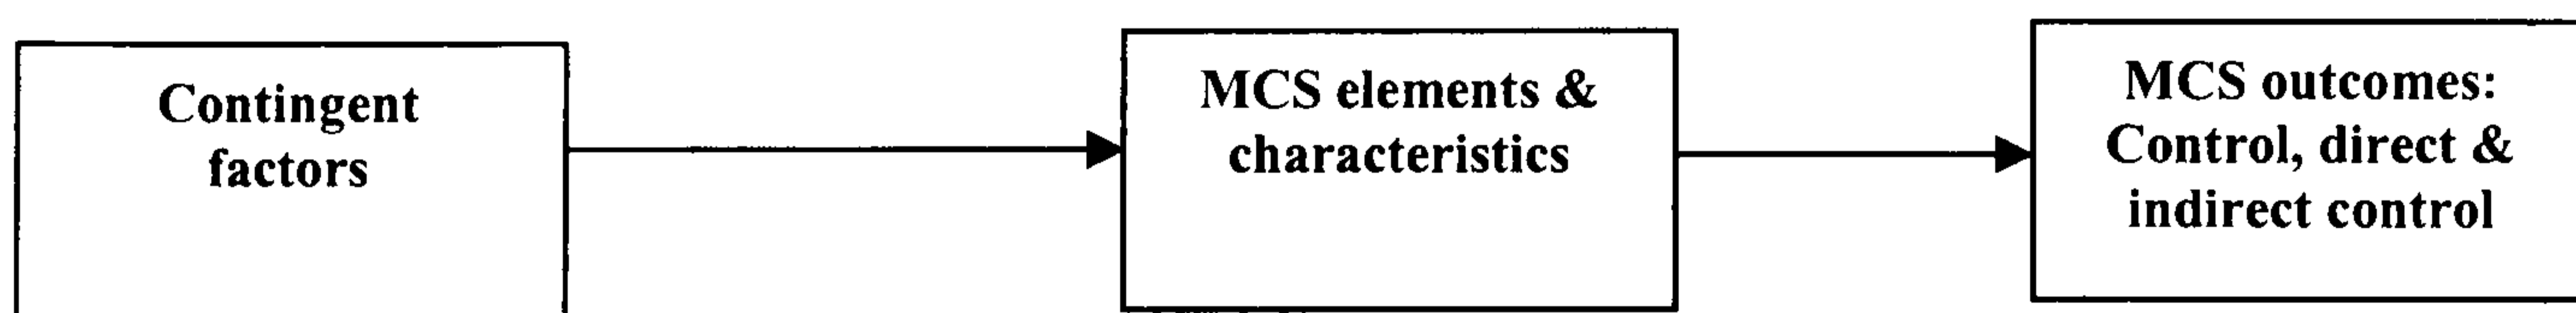 Contingent
factors
MCS elements &
characteristics
MCS outcomes:
Control, direct &
indirect control